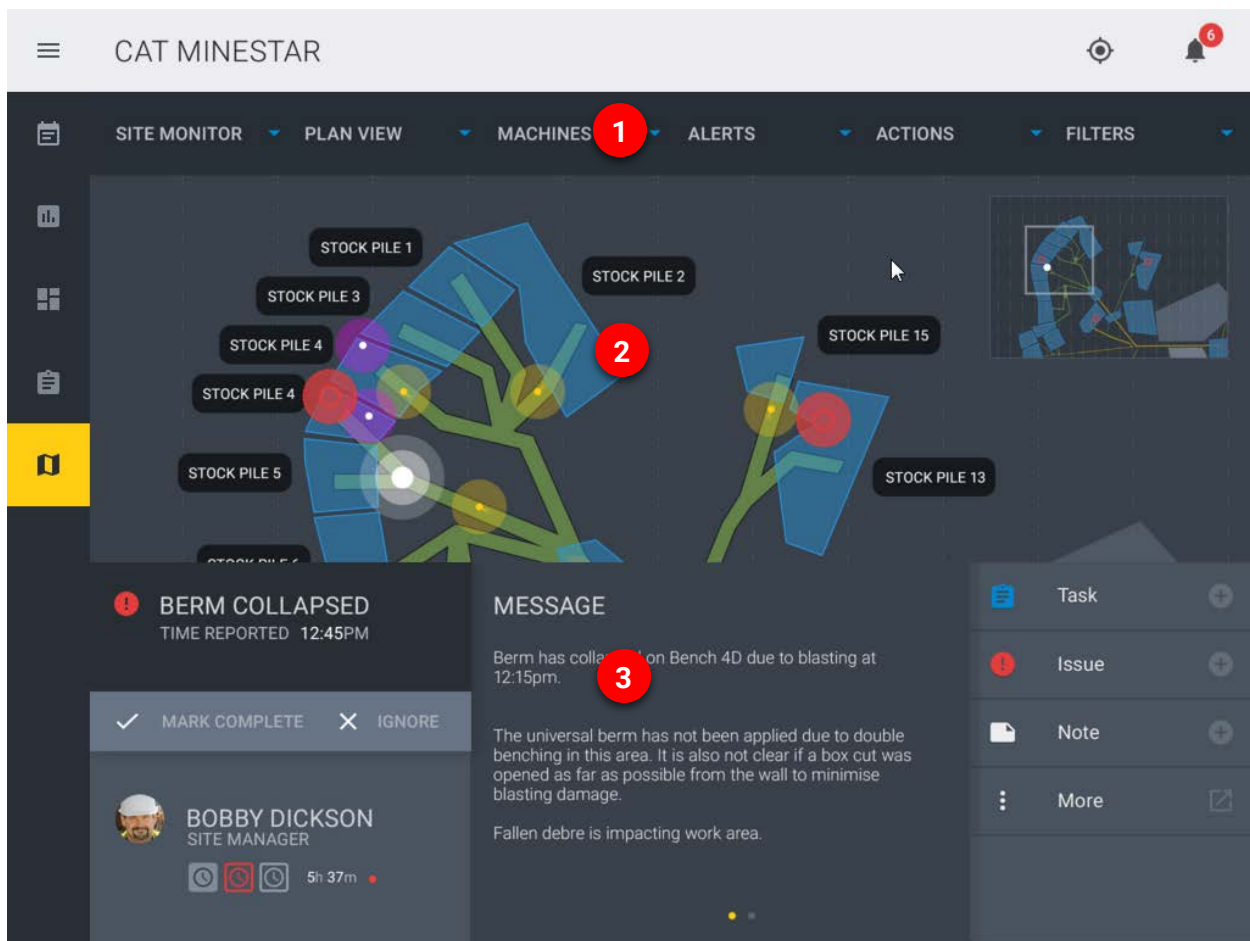 CAT MINESTAR
6
SITE MONITOR
PLAN VIEW
MACHINES
1
ALERTS
ACTIONS
FILTERS
STOCK PILE 1
STOCK PILE 2
STOCK PILE 3
STOCK PILE 4
2
STOCK PILE 15
STOCK PILE 4
STOCK PILE 5
STOCK PILE 13
BERM COLLAPSED
TIME REPORTED 12:45PM
MARK COMPLETE
IGNORE
BOBBY DICKSON
SITE MANAGER
5h 37m
MESSAGE
Berm has on Bench 4D due to blasting at
12:15pm.
3
The universal berm has not been applied due to double
benching in this area. It is also not clear if a box cut was
opened as far as possible from the wall to minimise
blasting damage.
Fallen debre is impacting work area.
Task
Issue
Note
More